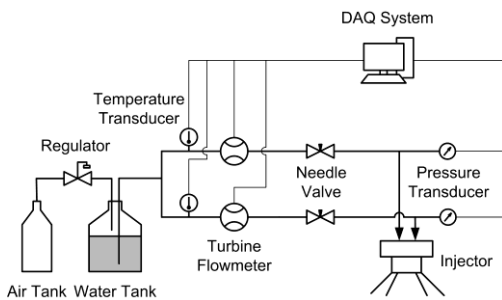 DAQ System
Temperature
Transducer
Regulator
Needle
Valve
Pressure
Transducer
Turbine
Flowmeter
Injector
Air Tank
Water Tank